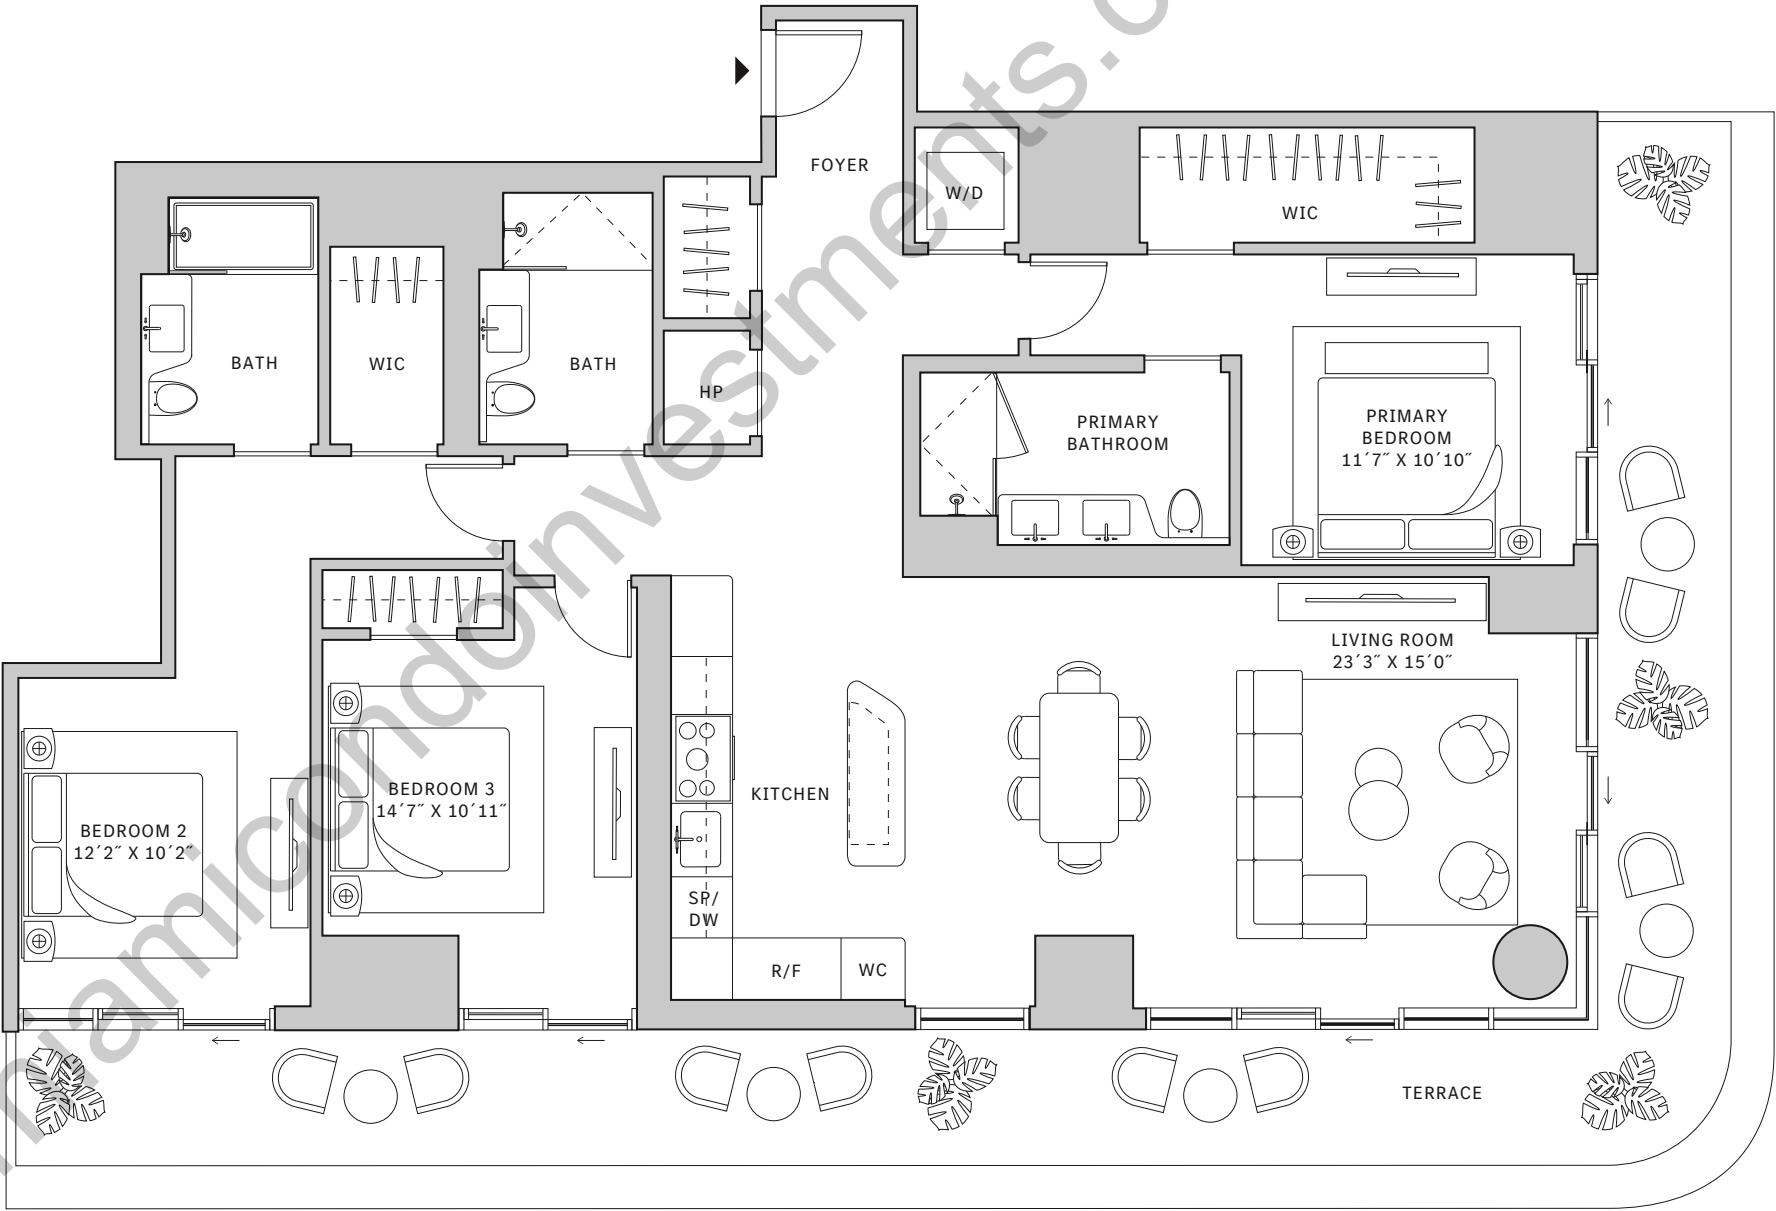 FOYER
W/D
WIC
BATH
WIC
BATH
HP
PRIMARY
BATHROOM
PRIMARY
BEDROOM
11´7˝ X 10´10˝
LIVING ROOM
23´3˝ X 15´0˝
KITCHEN
BEDROOM 3
14´7˝ X 10´11˝
BEDROOM 2
12´2˝ X 10´2˝
SP/
DW
R/F
WC
TERRACE
miamicondoinvestments.c